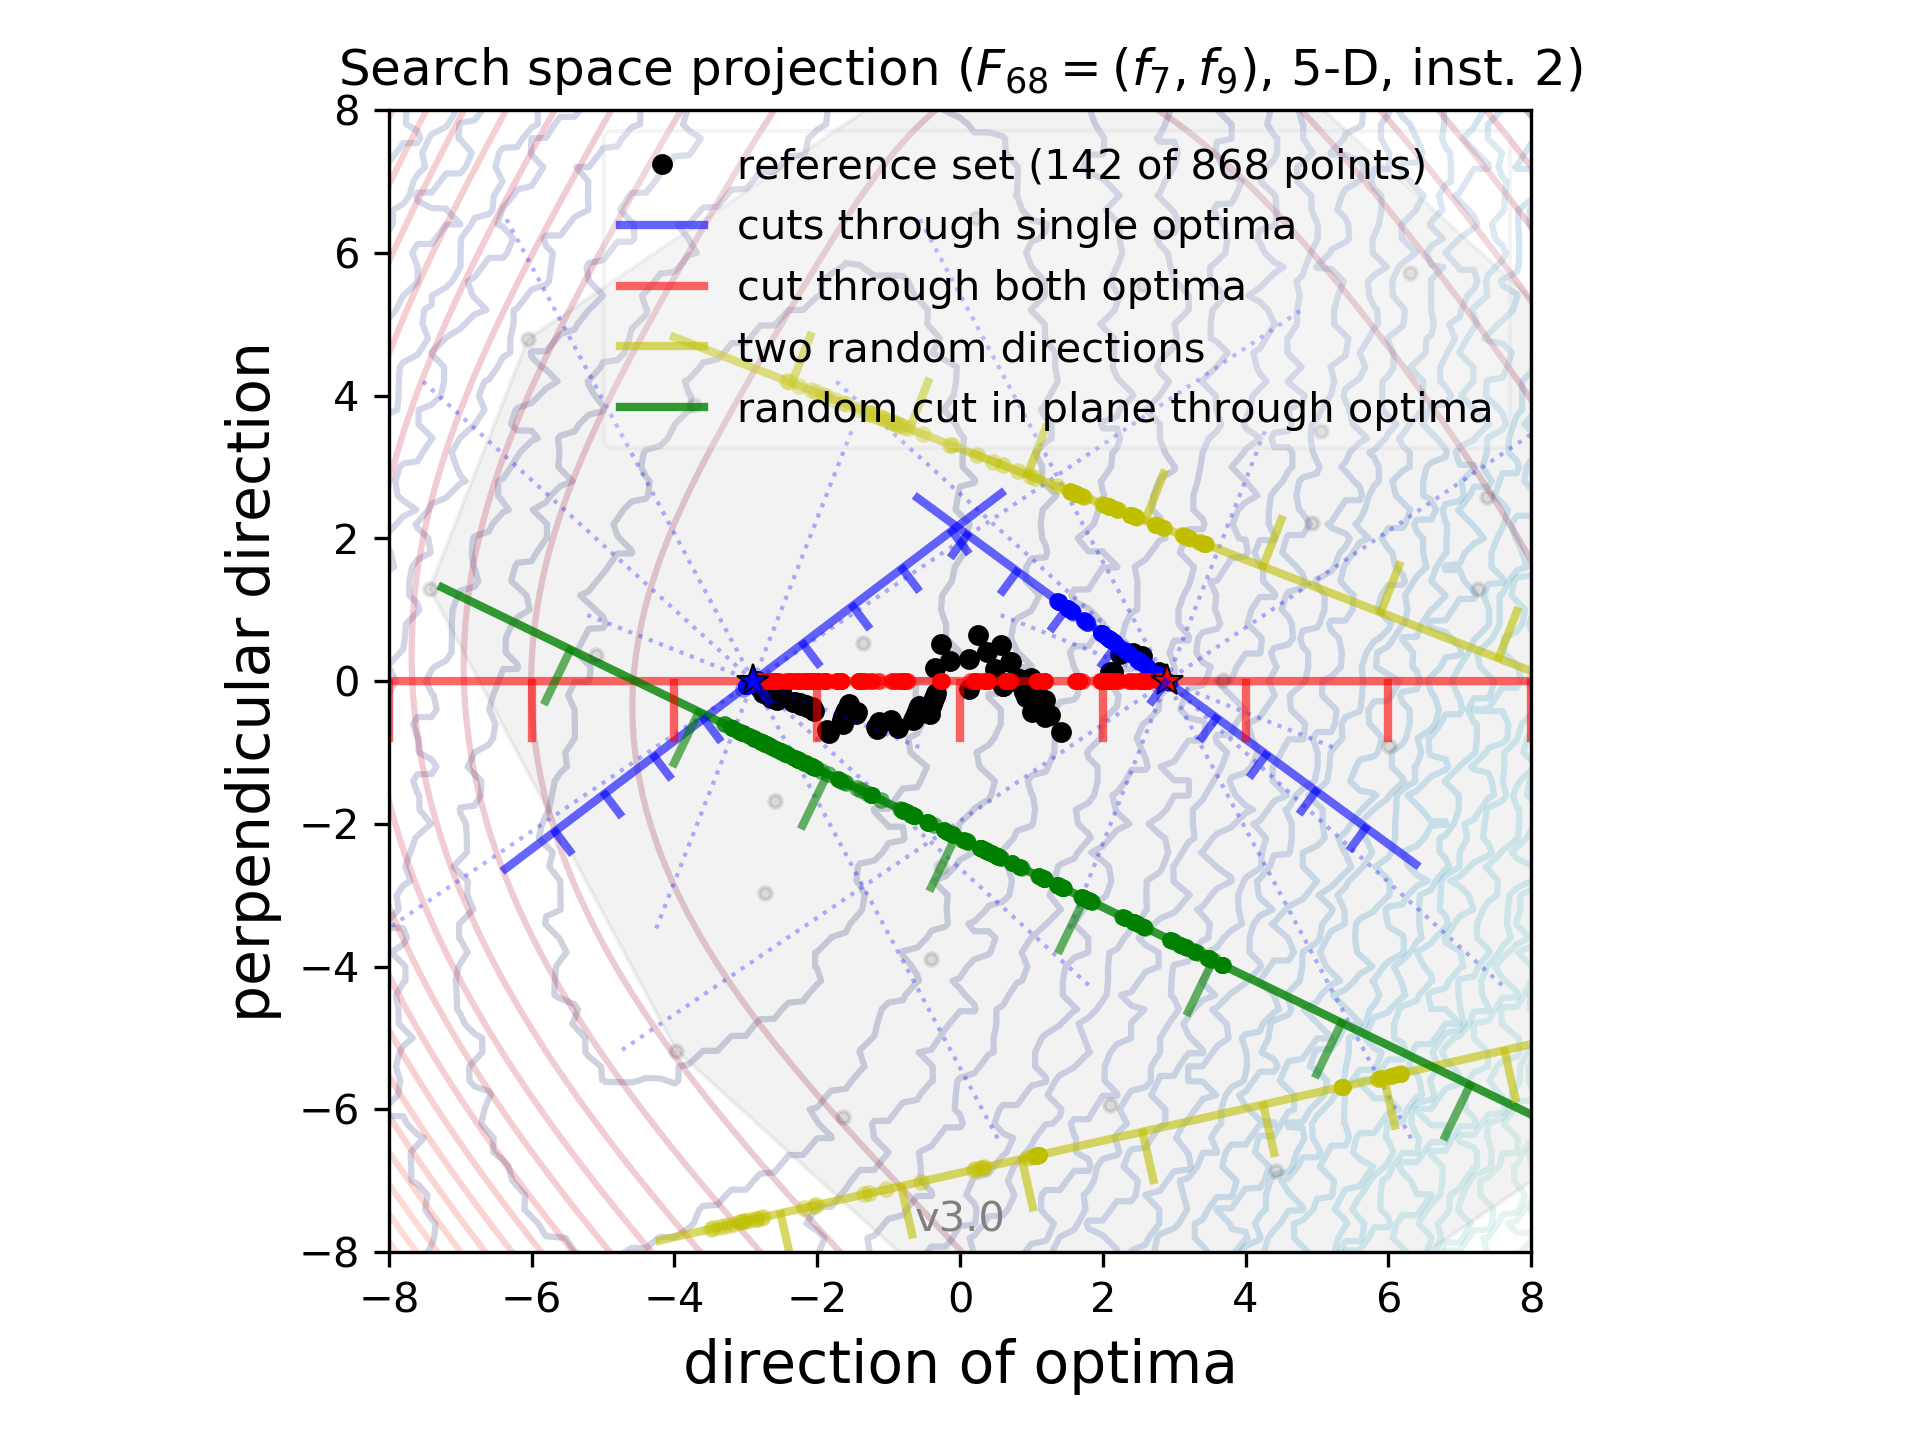 Search space projection (F₆₈ = (f₇, f₉), 5-D, inst. 2)
8
6
4
2
0
−2
−4
−6
−8
perpendicular direction
reference set (142 of 868 points)
cuts through single optima
cut through both optima
two random directions
random cut in plane through optima
v3.0
−8 −6 −4 −2 0 2 4 6 8
direction of optima